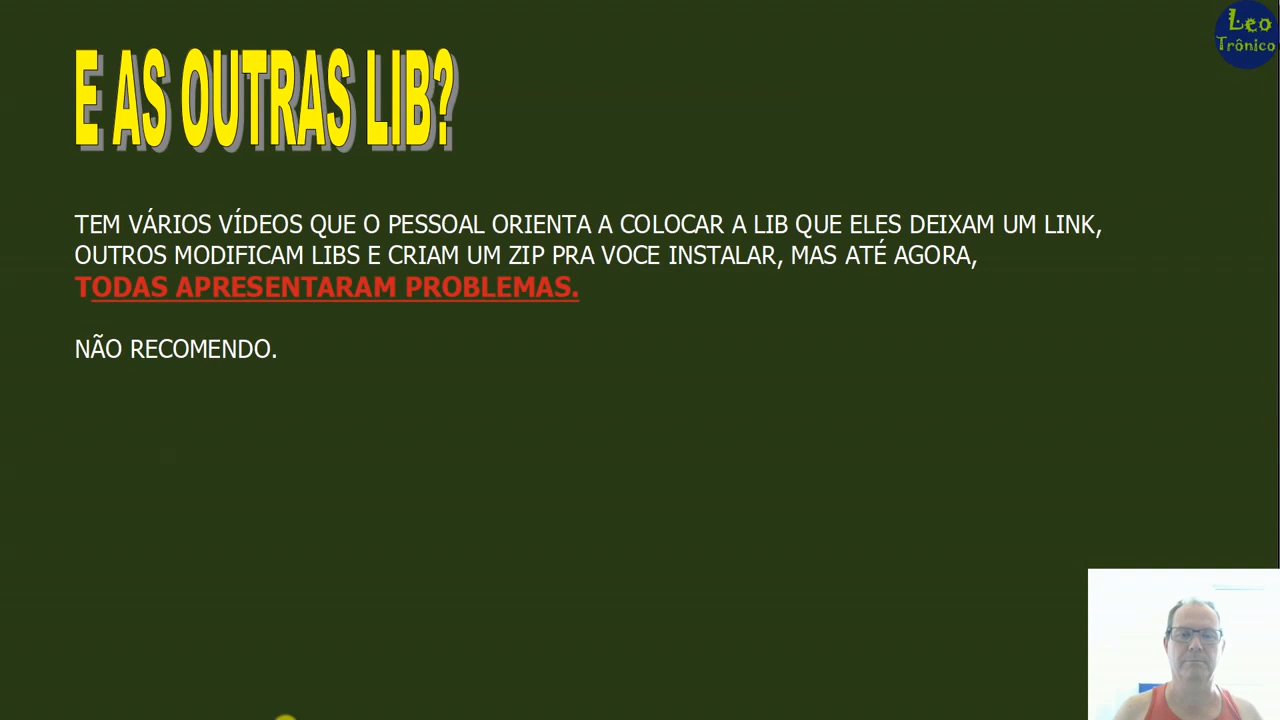 Leo
Trônico
E AS OUTRAS LIB?
TEM VÁRIOS VÍDEOS QUE O PESSOAL ORIENTA A COLOCAR A LIB QUE ELES DEIXAM UM LINK,
OUTROS MODIFICAM LIBS E CRIAM UM ZIP PRA VOCE INSTALAR, MAS ATÉ AGORA,
TODAS APRESENTARAM PROBLEMAS.
NÃO RECOMENDO.